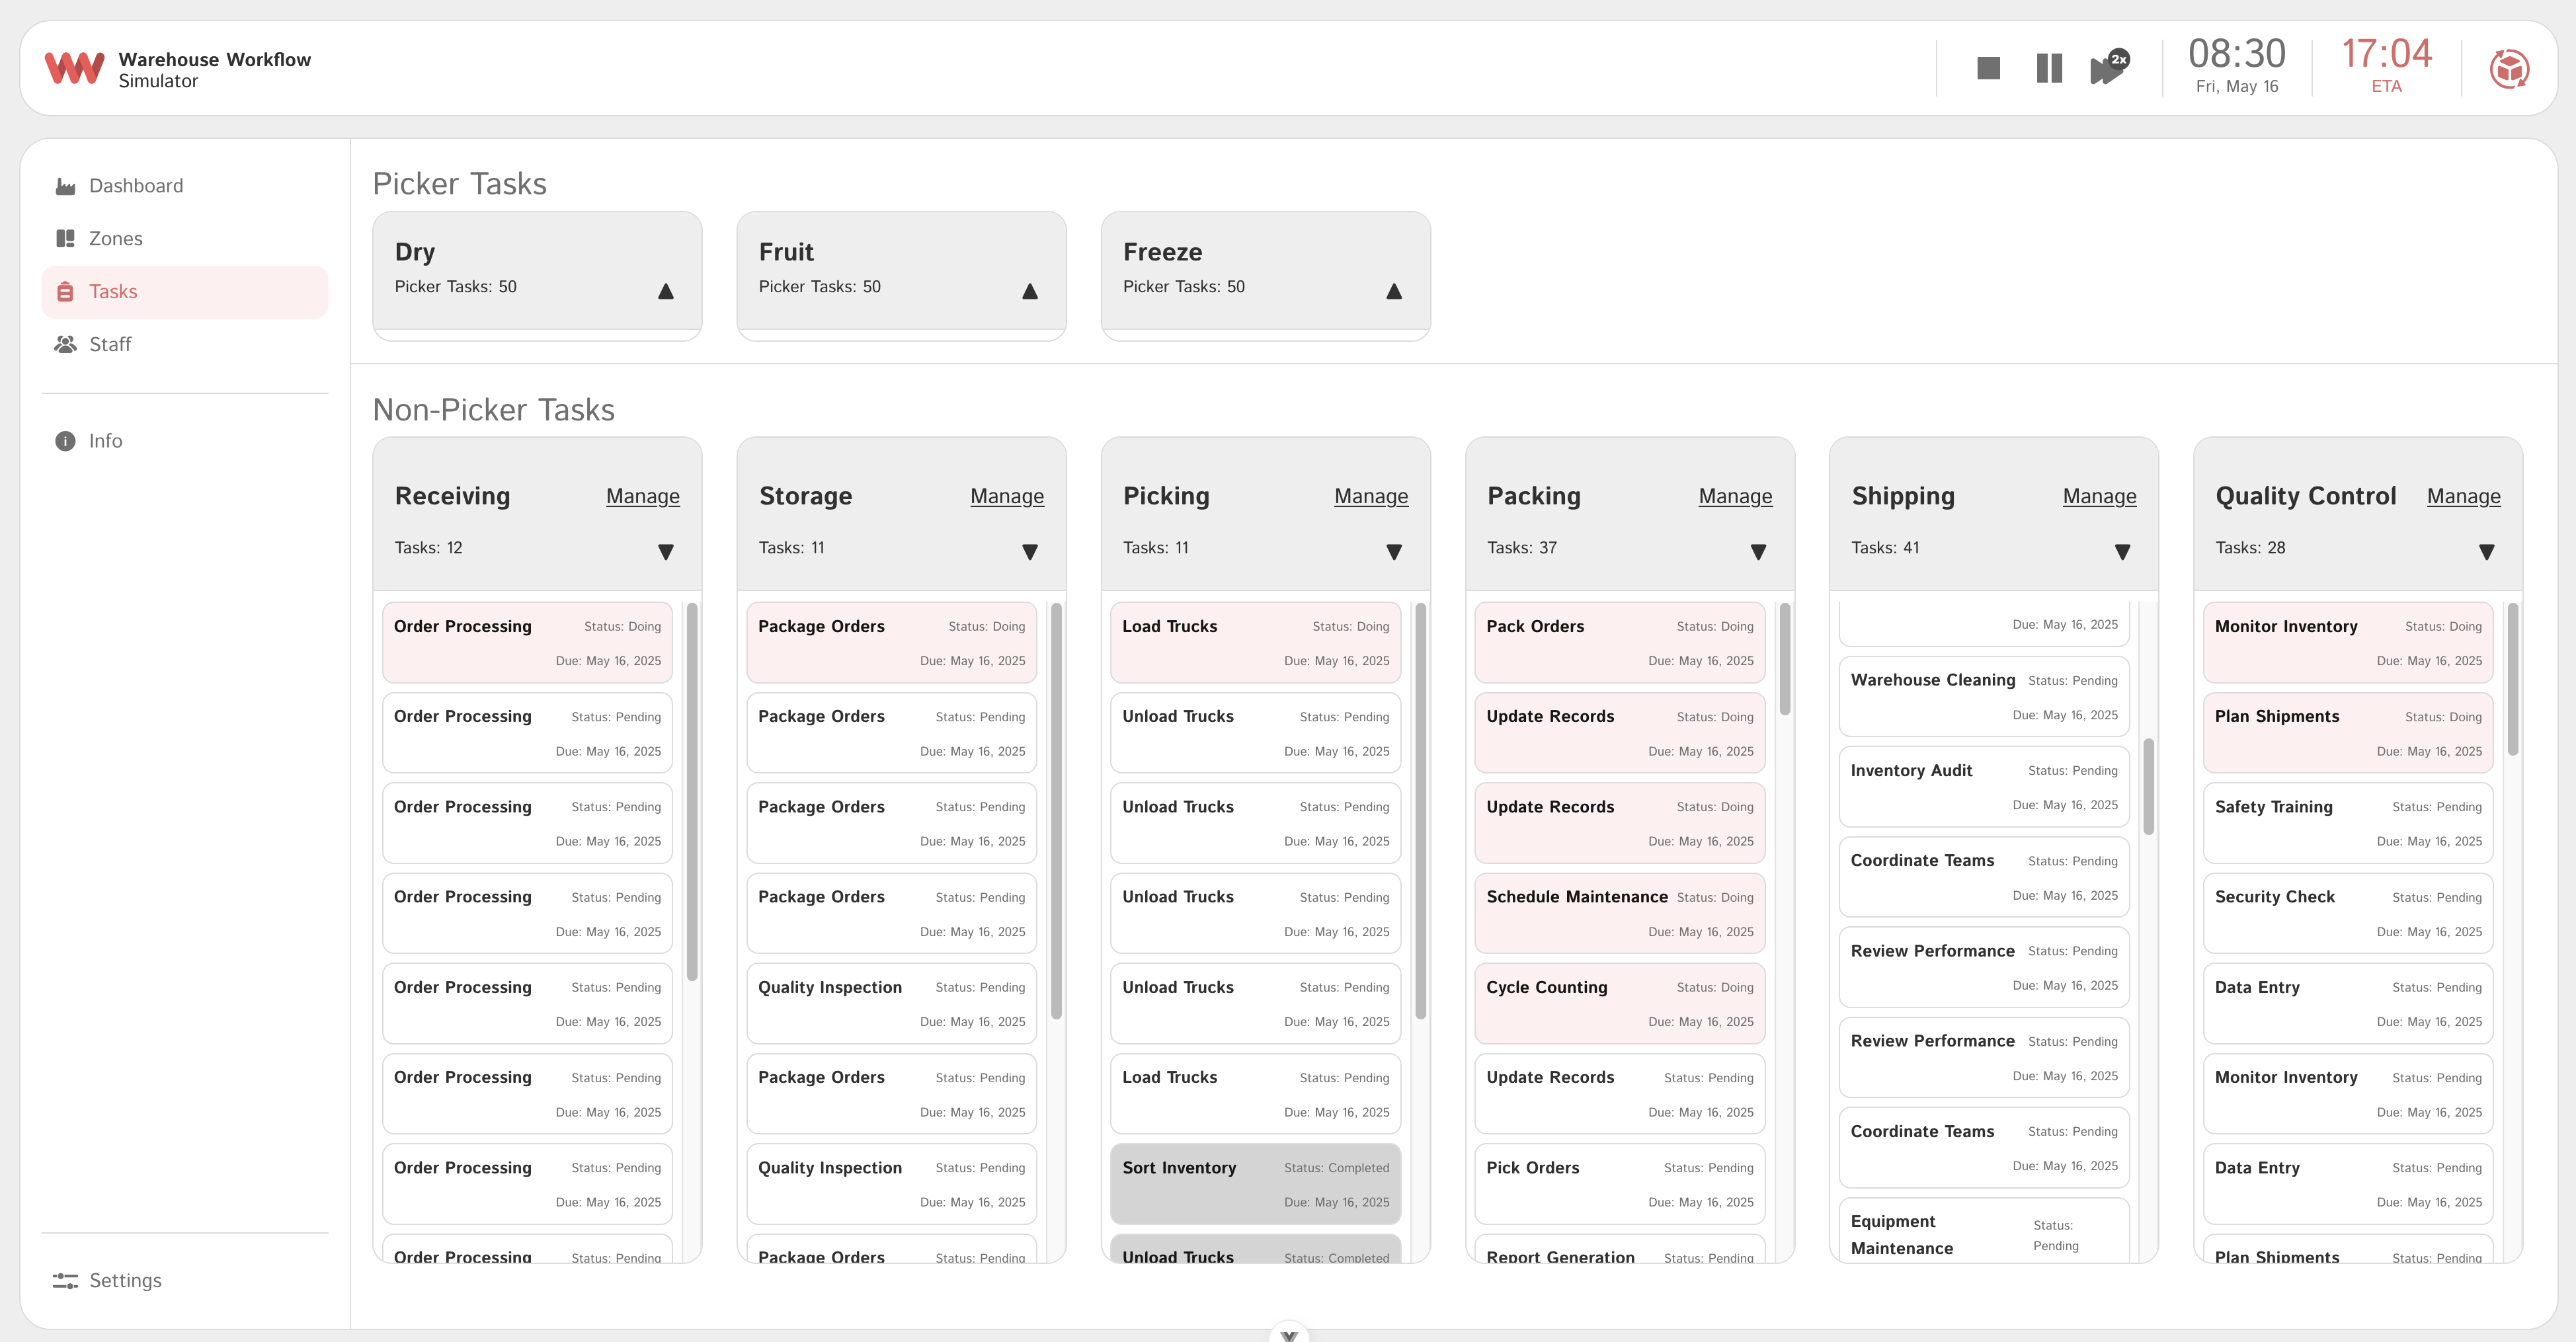 Warehouse Workflow
Simulator
2x
08:30
Fri, May 16
17:04
ETA
Dashboard
Zones
Tasks
Staff
Info
Settings
Picker Tasks
Dry
Picker Tasks: 50
Fruit
Picker Tasks: 50
Freeze
Picker Tasks: 50
Non-Picker Tasks
Receiving
Manage
Tasks: 12
Order Processing
Status: Doing
Due: May 16, 2025
Order Processing
Status: Pending
Due: May 16, 2025
Order Processing
Status: Pending
Due: May 16, 2025
Order Processing
Status: Pending
Due: May 16, 2025
Order Processing
Status: Pending
Due: May 16, 2025
Order Processing
Status: Pending
Due: May 16, 2025
Order Processing
Status: Pending
Due: May 16, 2025
Order Processing
Status: Pending
Storage
Manage
Tasks: 11
Package Orders
Status: Doing
Due: May 16, 2025
Package Orders
Status: Pending
Due: May 16, 2025
Package Orders
Status: Pending
Due: May 16, 2025
Package Orders
Status: Pending
Due: May 16, 2025
Quality Inspection
Status: Pending
Due: May 16, 2025
Package Orders
Status: Pending
Due: May 16, 2025
Quality Inspection
Status: Pending
Due: May 16, 2025
Package Orders
Status: Pending
Picking
Manage
Tasks: 11
Load Trucks
Status: Doing
Due: May 16, 2025
Unload Trucks
Status: Pending
Due: May 16, 2025
Unload Trucks
Status: Pending
Due: May 16, 2025
Unload Trucks
Status: Pending
Due: May 16, 2025
Unload Trucks
Status: Pending
Due: May 16, 2025
Load Trucks
Status: Pending
Due: May 16, 2025
Sort Inventory
Status: Completed
Due: May 16, 2025
Unload Trucks
Status: Completed
Packing
Manage
Tasks: 37
Pack Orders
Status: Doing
Due: May 16, 2025
Update Records
Status: Doing
Due: May 16, 2025
Update Records
Status: Doing
Due: May 16, 2025
Schedule Maintenance
Status: Doing
Due: May 16, 2025
Cycle Counting
Status: Doing
Due: May 16, 2025
Update Records
Status: Pending
Due: May 16, 2025
Pick Orders
Status: Pending
Due: May 16, 2025
Report Generation
Status: Pending
Shipping
Manage
Tasks: 41
Due: May 16, 2025
Warehouse Cleaning
Status: Pending
Due: May 16, 2025
Inventory Audit
Status: Pending
Due: May 16, 2025
Coordinate Teams
Status: Pending
Due: May 16, 2025
Review Performance
Status: Pending
Due: May 16, 2025
Review Performance
Status: Pending
Due: May 16, 2025
Coordinate Teams
Status: Pending
Due: May 16, 2025
Equipment
Maintenance
Status:
Pending
Quality Control
Manage
Tasks: 28
Monitor Inventory
Status: Doing
Due: May 16, 2025
Plan Shipments
Status: Doing
Due: May 16, 2025
Safety Training
Status: Pending
Due: May 16, 2025
Security Check
Status: Pending
Due: May 16, 2025
Data Entry
Status: Pending
Due: May 16, 2025
Monitor Inventory
Status: Pending
Due: May 16, 2025
Data Entry
Status: Pending
Due: May 16, 2025
Plan Shipments
Status: Pending